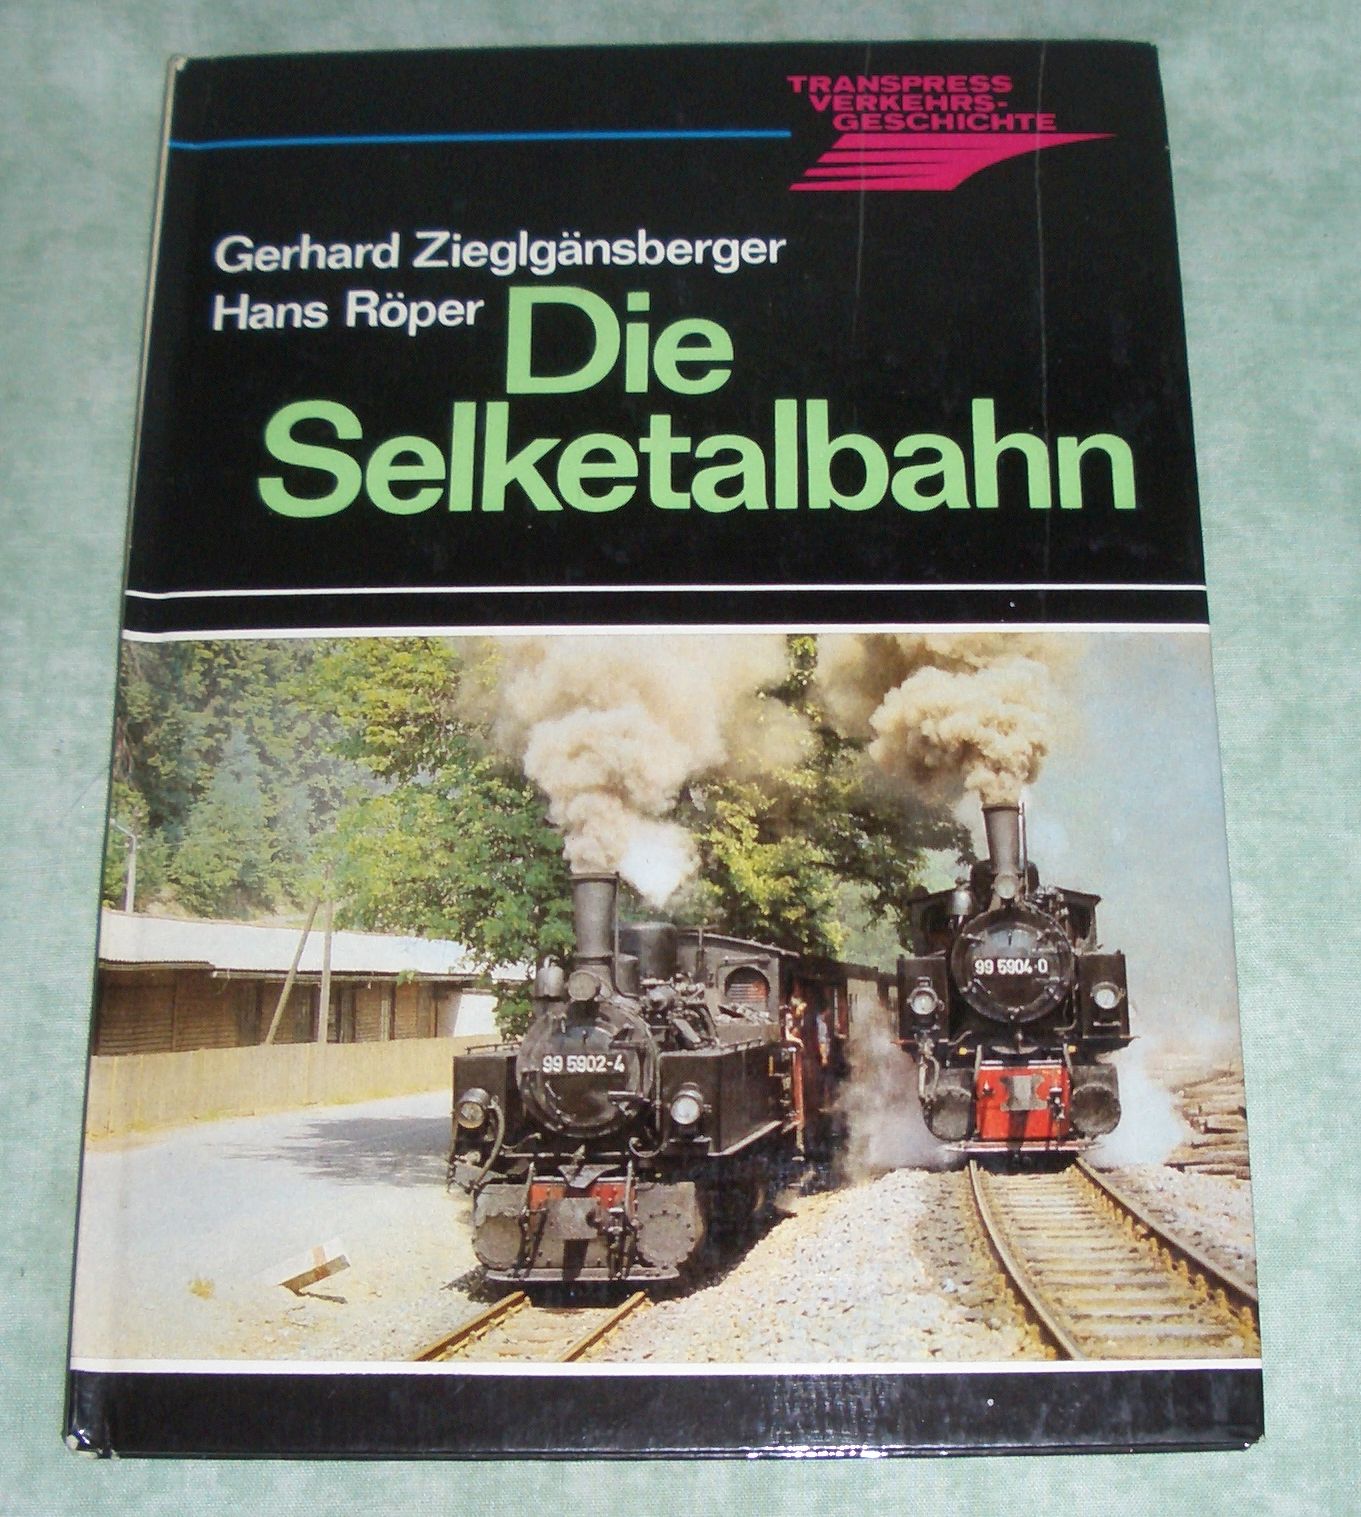 TRANSPRESS
VERKEHRS-
GESCHICHTE
Gerhard Zieglgänsberger
Hans Röper
Die
Selketalbahn
99 5904-0
99 5902-4